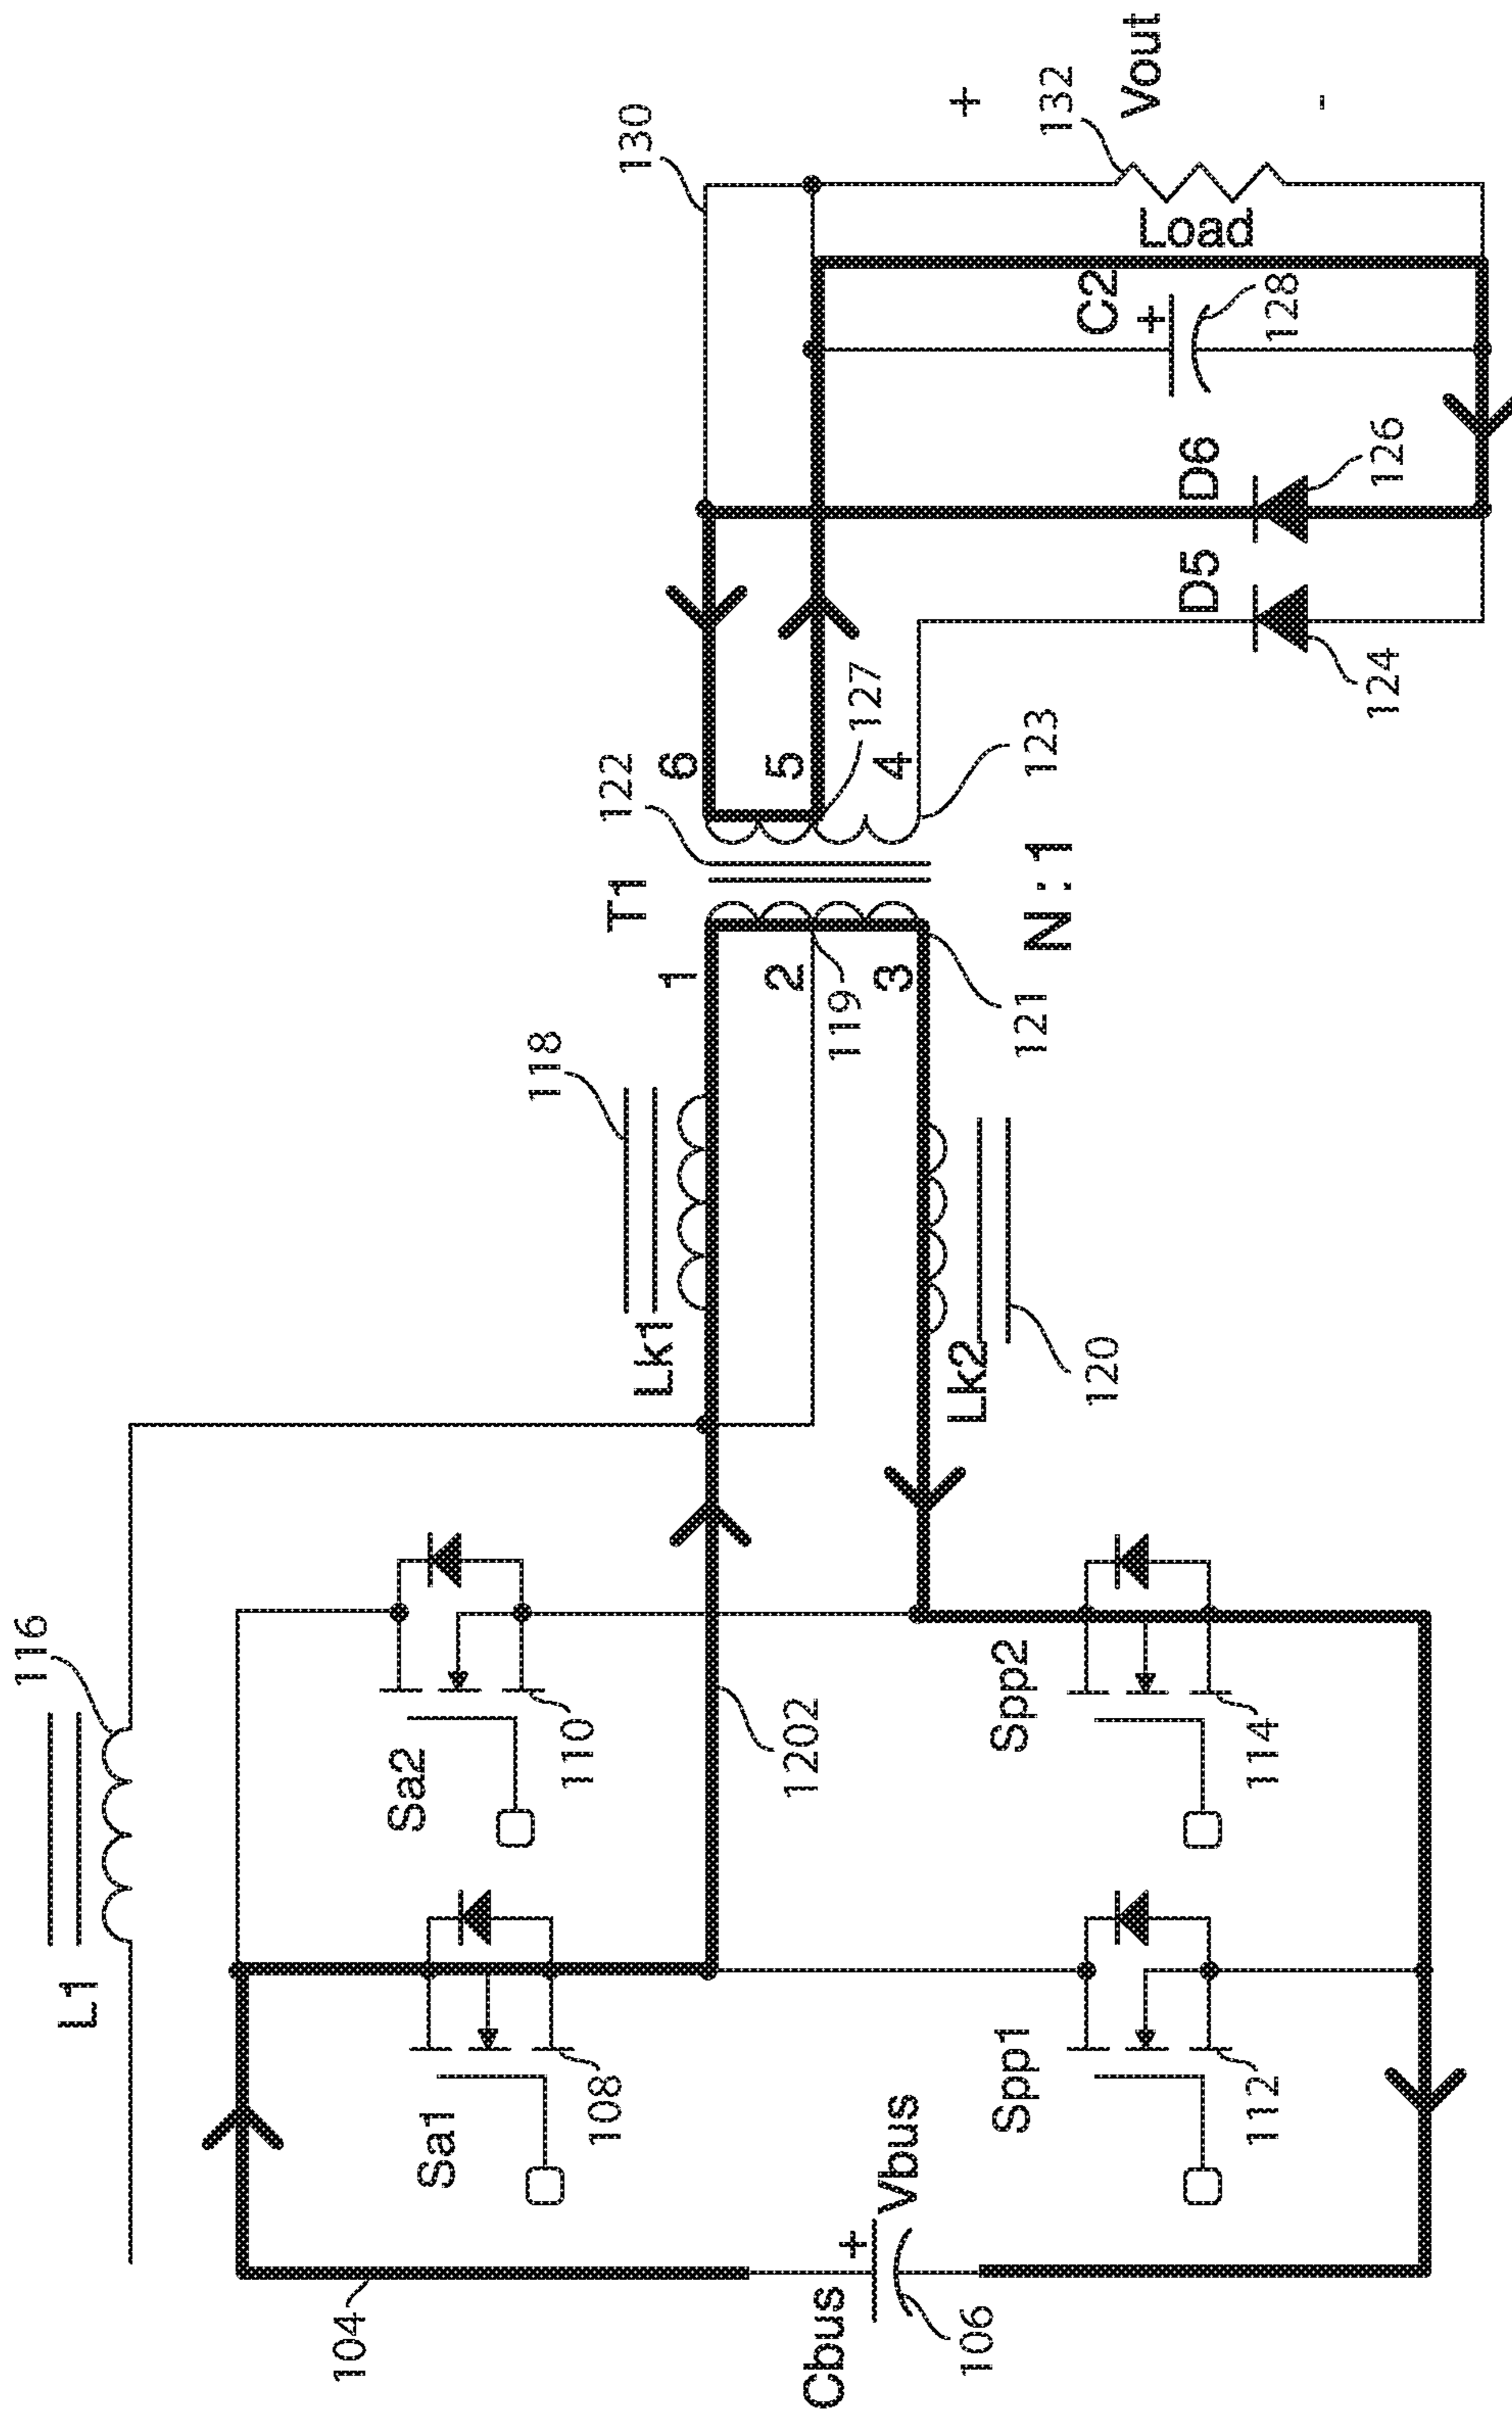 L1
116
104
Sa1
108
Sa2
110
Cbus
+
Vbus
106
Spp1
112
Spp2
114
1202
Lk1
118
Lk2
120
T1
122
1
2
3
119
121
N : 1
6
5
4
127
123
130
D5
124
D6
126
C2
+
128
Load
132
+
Vout
-